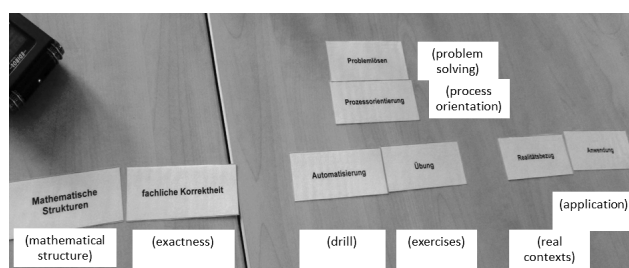 Problemlösen
(problem
solving)
Prozessorientierung
(process
orientation)
Mathematische
Strukturen
fachliche Korrektheit
Automatisierung
Übung
Realitätsbezug
Anwendung
(mathematical
structure)
(exactness)
(drill)
(exercises)
(real
contexts)
(application)